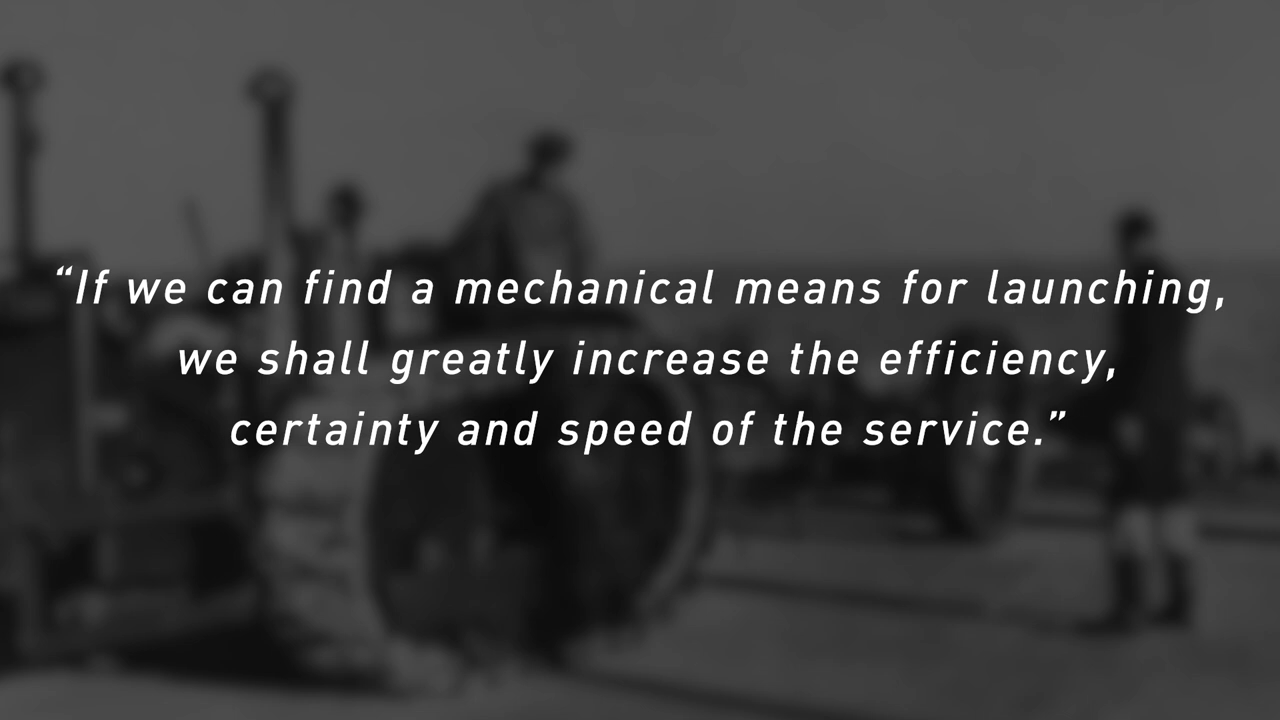 “If we can find a mechanical means for launching,
we shall greatly increase the efficiency,
certainty and speed of the service.”